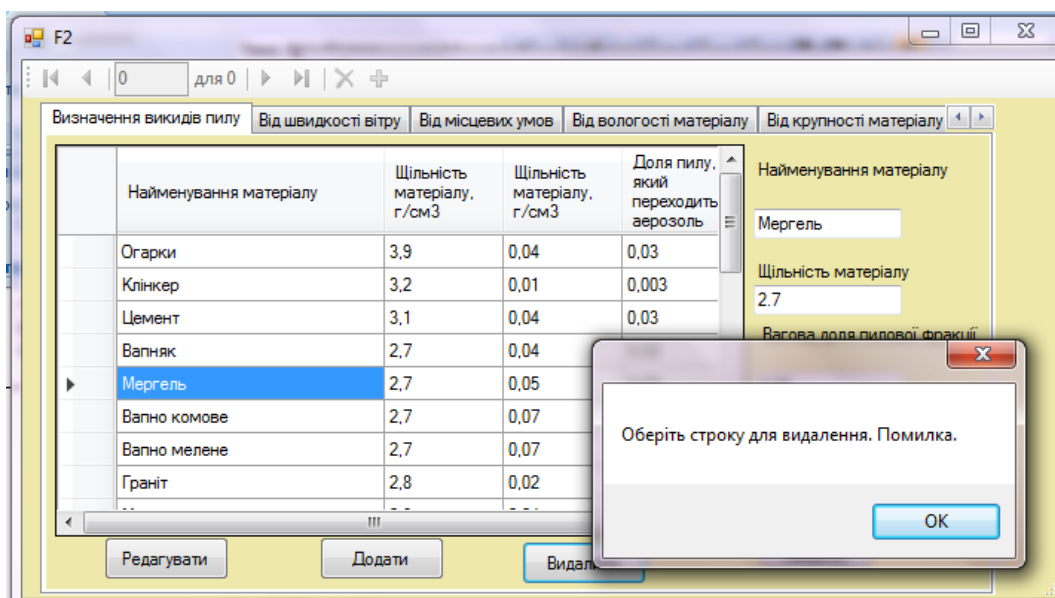 F2
0 для 0
Визначення викидів пилу Від швидкості вітру Від місцевих умов Від вологості матеріалу Від крупності матеріалу
Найменування матеріалу
Щільність
матеріалу,
г/см3
Щільність
матеріалу,
г/см3
Доля пилу,
який
переходить
аерозоль
Огарки 3,9 0,04 0,03
Клінкер 3,2 0,01 0,003
Цемент 3,1 0,04 0,03
Вапняк 2,7 0,04
Мергель 2,7 0,05
Вапно комове 2,7 0,07
Вапно мелене 2,7 0,07
Граніт 2,8 0,02
Найменування матеріалу
Мергель
Щільність матеріалу
2.7
Вагова доля пилової фракції
Оберіть строку для видалення. Помилка.
OK
Редагувати Додати